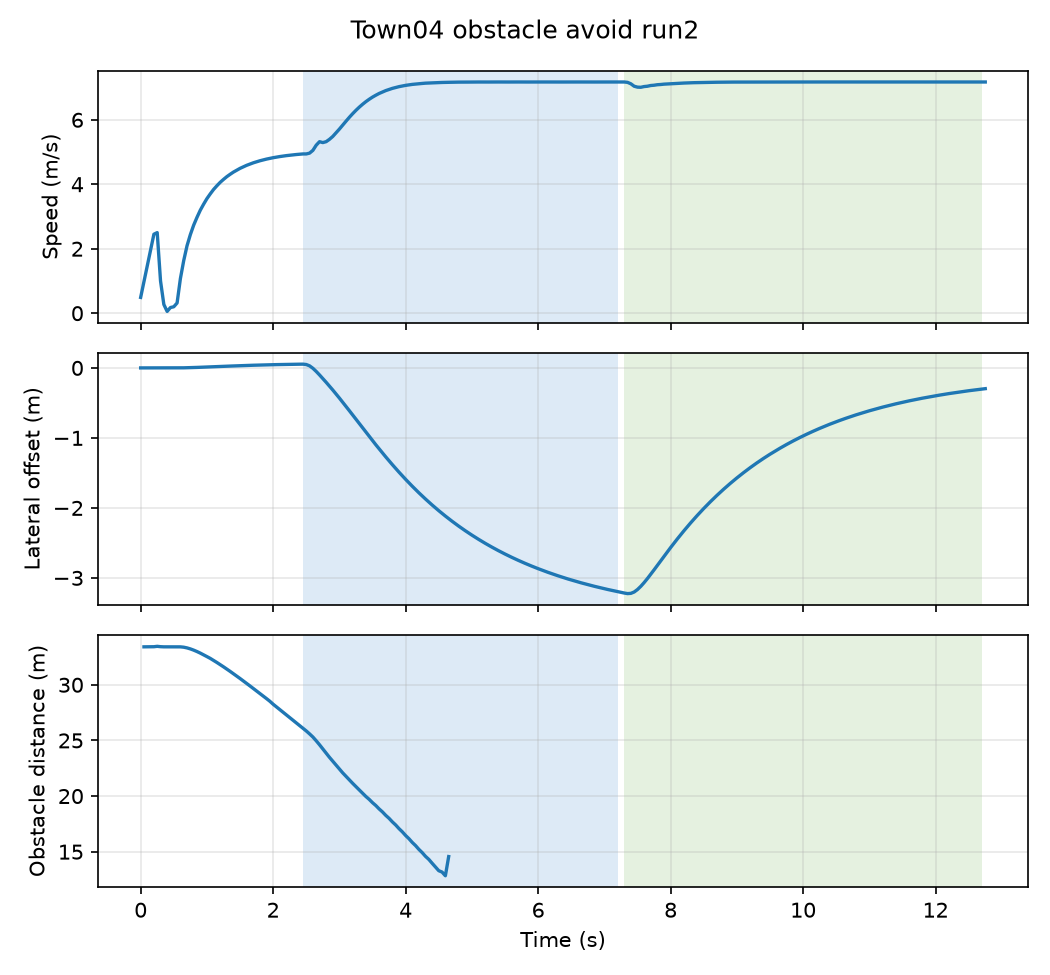 Town04 obstacle avoid run2
Speed (m/s)
6
4
2
0
Lateral offset (m)
0
−1
−2
−3
Obstacle distance (m)
30
25
20
15
0 2 4 6 8 10 12
Time (s)